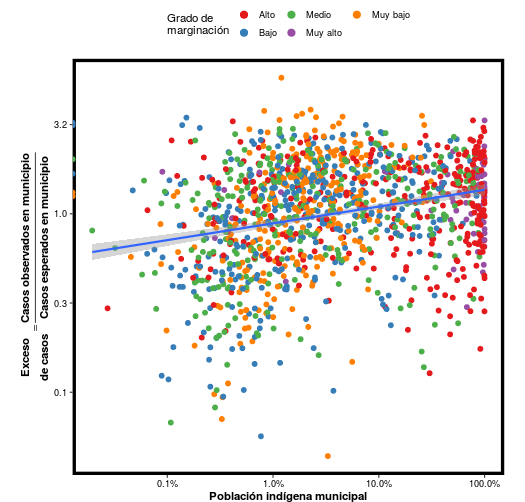 Grado de
marginación
Alto
Medio
Muy bajo
Bajo
Muy alto
3.2
1.0
0.3
0.1
Exceso
de casos
=
Casos observados en municipio
Casos esperados en municipio
0.1%
1.0%
10.0%
100.0%
Población indígena municipal